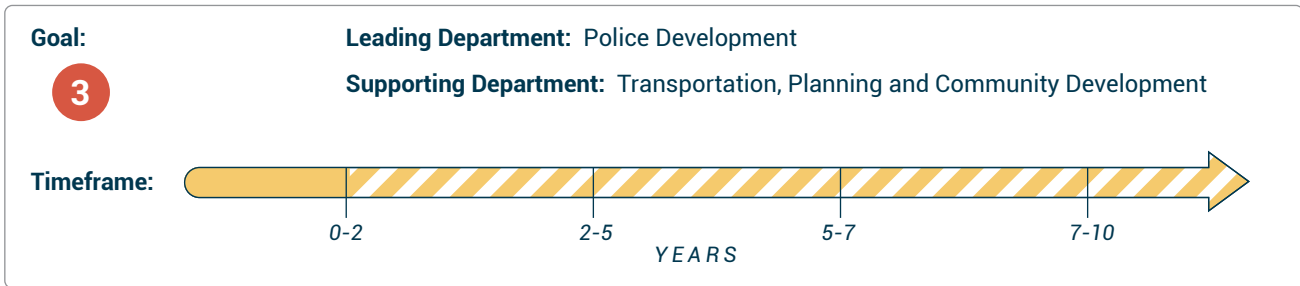 Goal:
Leading Department: Police Development
3
Supporting Department: Transportation, Planning and Community Development
Timeframe:
0-2 2-5 5-7 7-10
YEARS